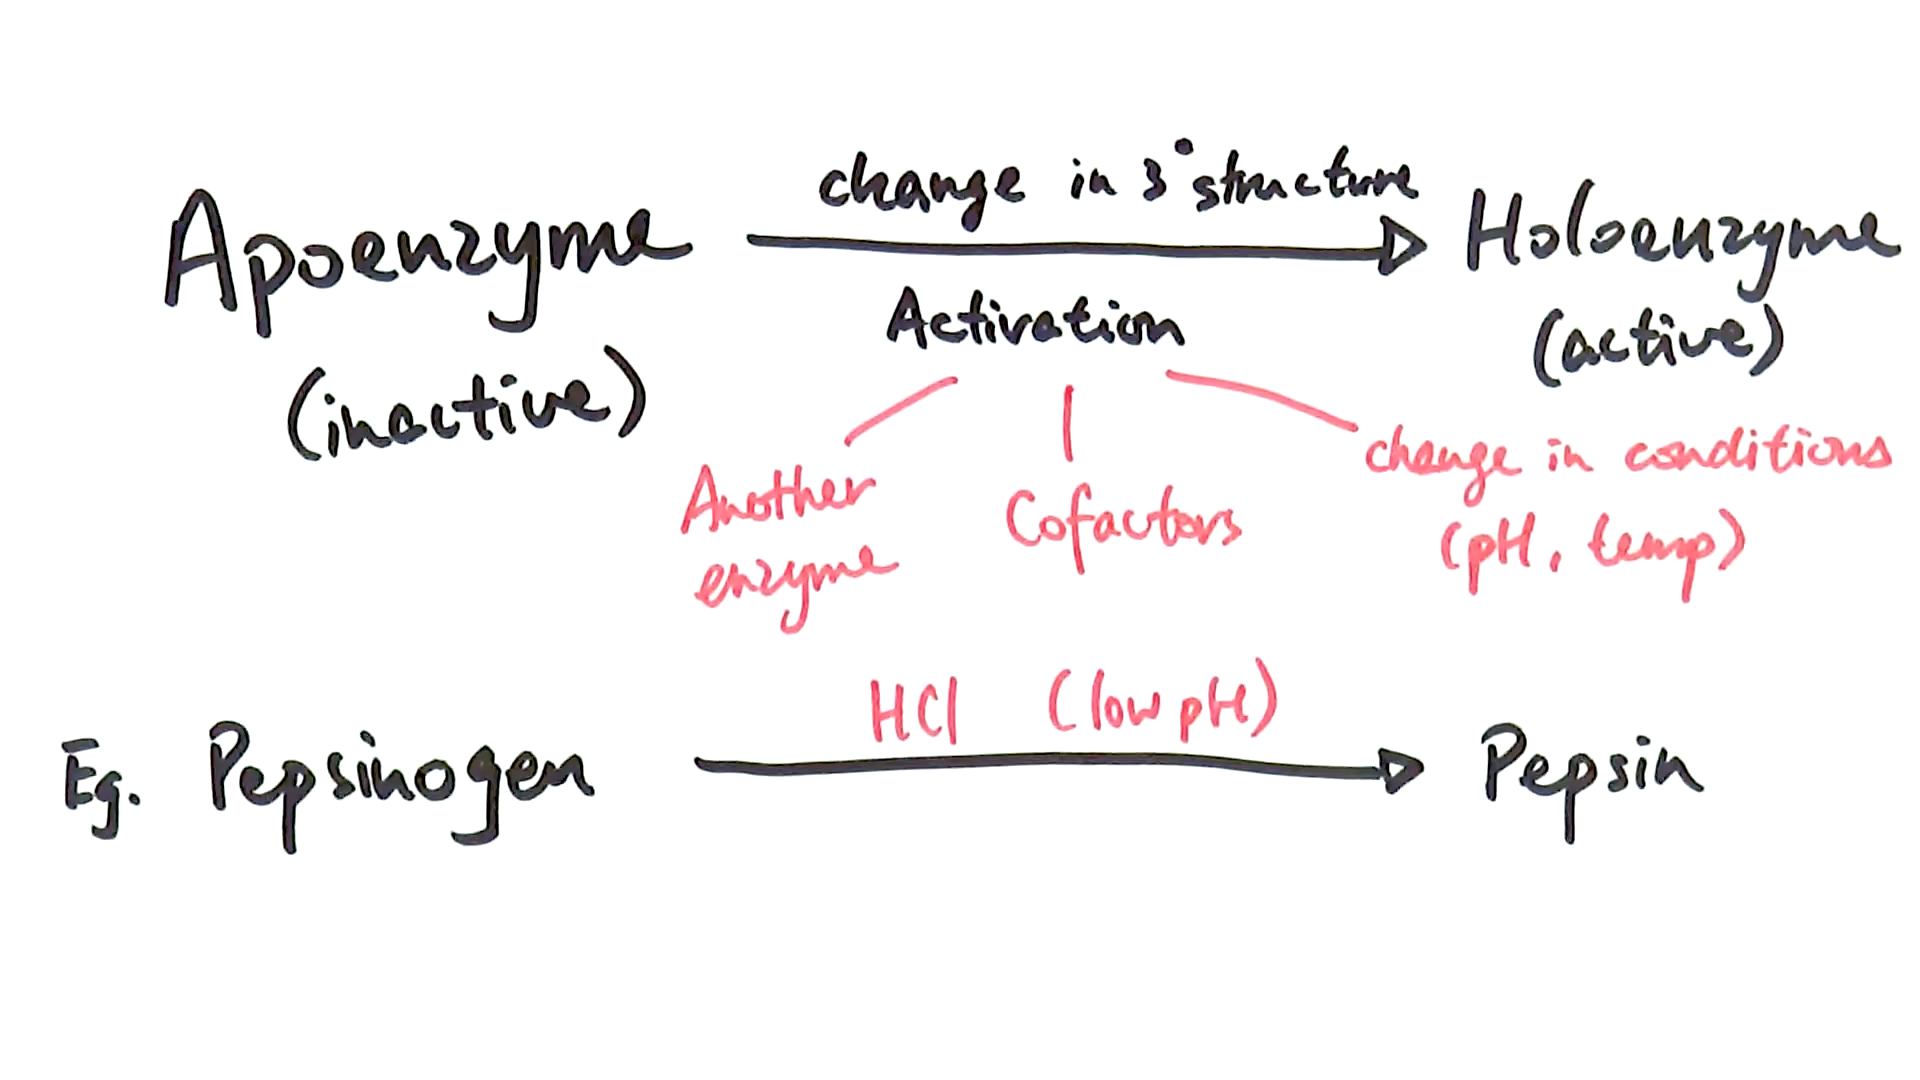 change in 3° structure
Apoenzyme
Holoenzyme
Activation
(inactive)
(active)
Another
enzyme
Cofactors
change in conditions
(pH, temp)
HCl (low pH)
Eg. Pepsinogen
Pepsin